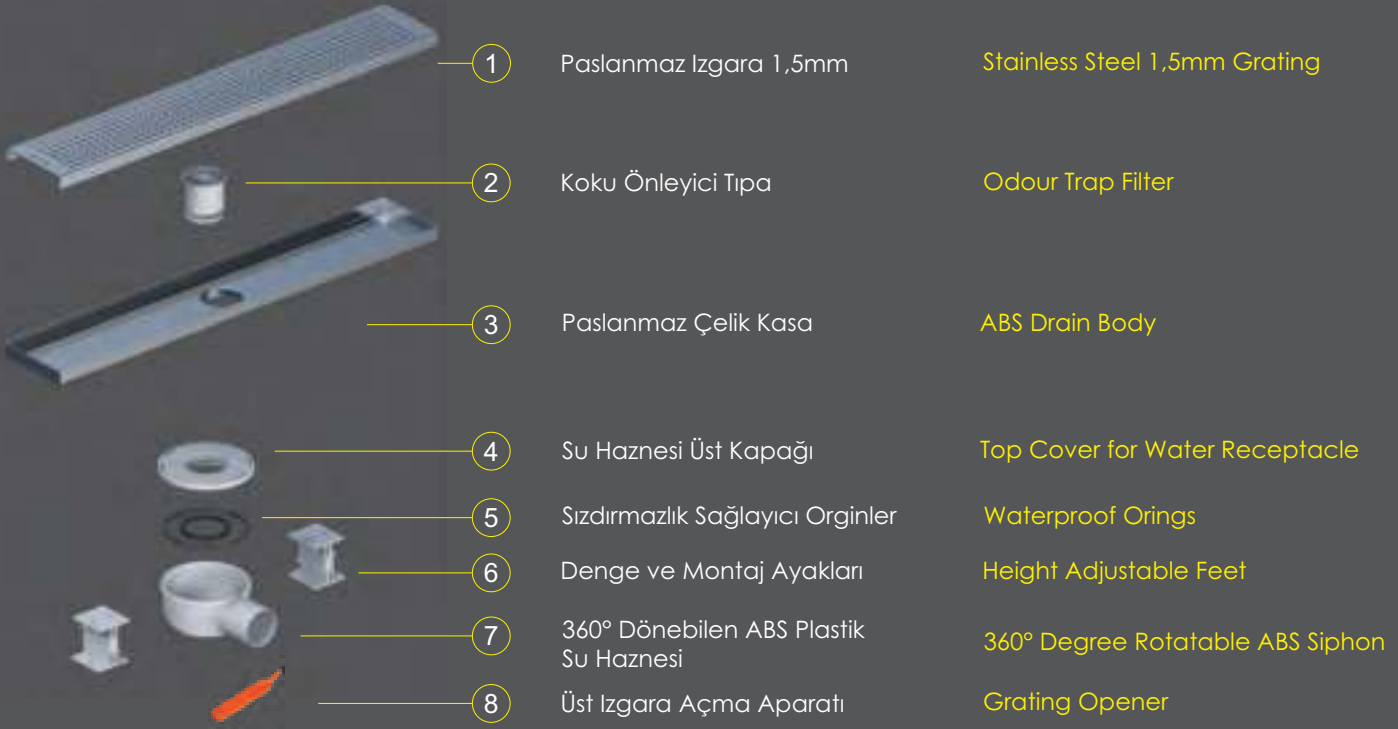 1 Paslanmaz Izgara 1,5mm Stainless Steel 1,5mm Grating
2 Koku Önleyici Tıpa Odour Trap Filter
3 Paslanmaz Çelik Kasa ABS Drain Body
4 Su Haznesi Üst Kapağı Top Cover for Water Receptacle
5 Sızdırmazlık Sağlayıcı Orginler Waterproof Orings
6 Denge ve Montaj Ayakları Height Adjustable Feet
7 360° Dönebilen ABS Plastik
Su Haznesi 360° Degree Rotatable ABS Siphon
8 Üst Izgara Açma Aparatı Grating Opener